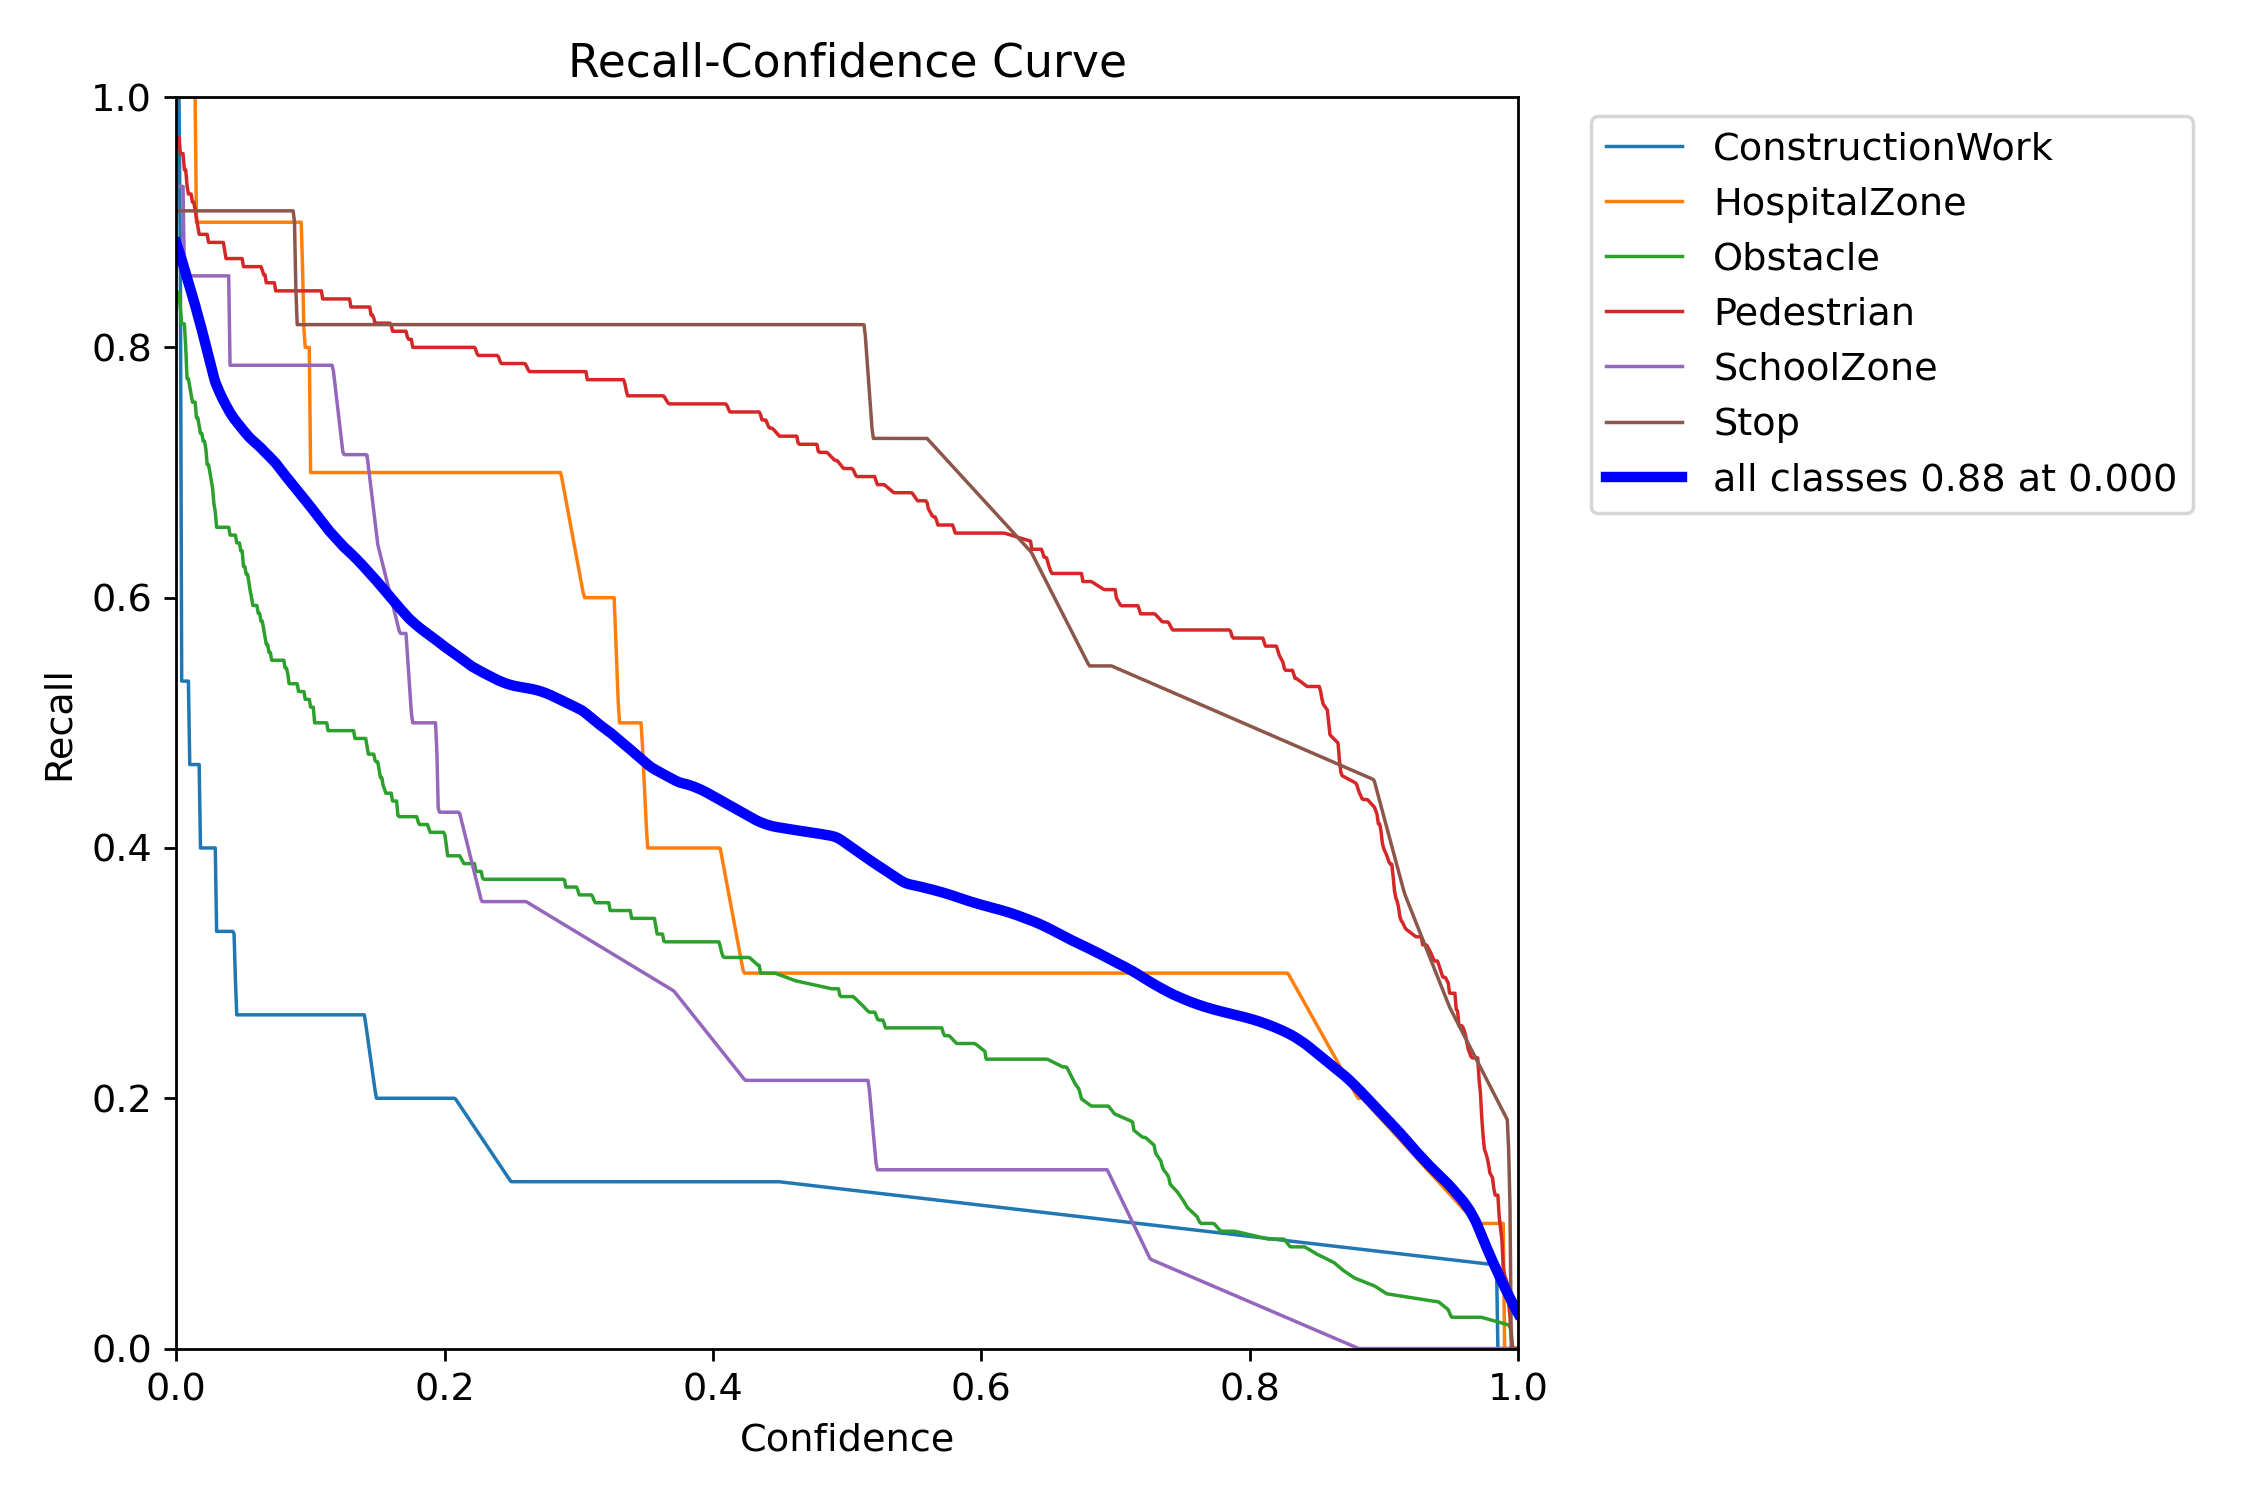 Recall-Confidence Curve
1.0
0.8
0.6
0.4
0.2
0.0
Recall
0.0 0.2 0.4 0.6 0.8 1.0
Confidence
ConstructionWork
HospitalZone
Obstacle
Pedestrian
SchoolZone
Stop
all classes 0.88 at 0.000